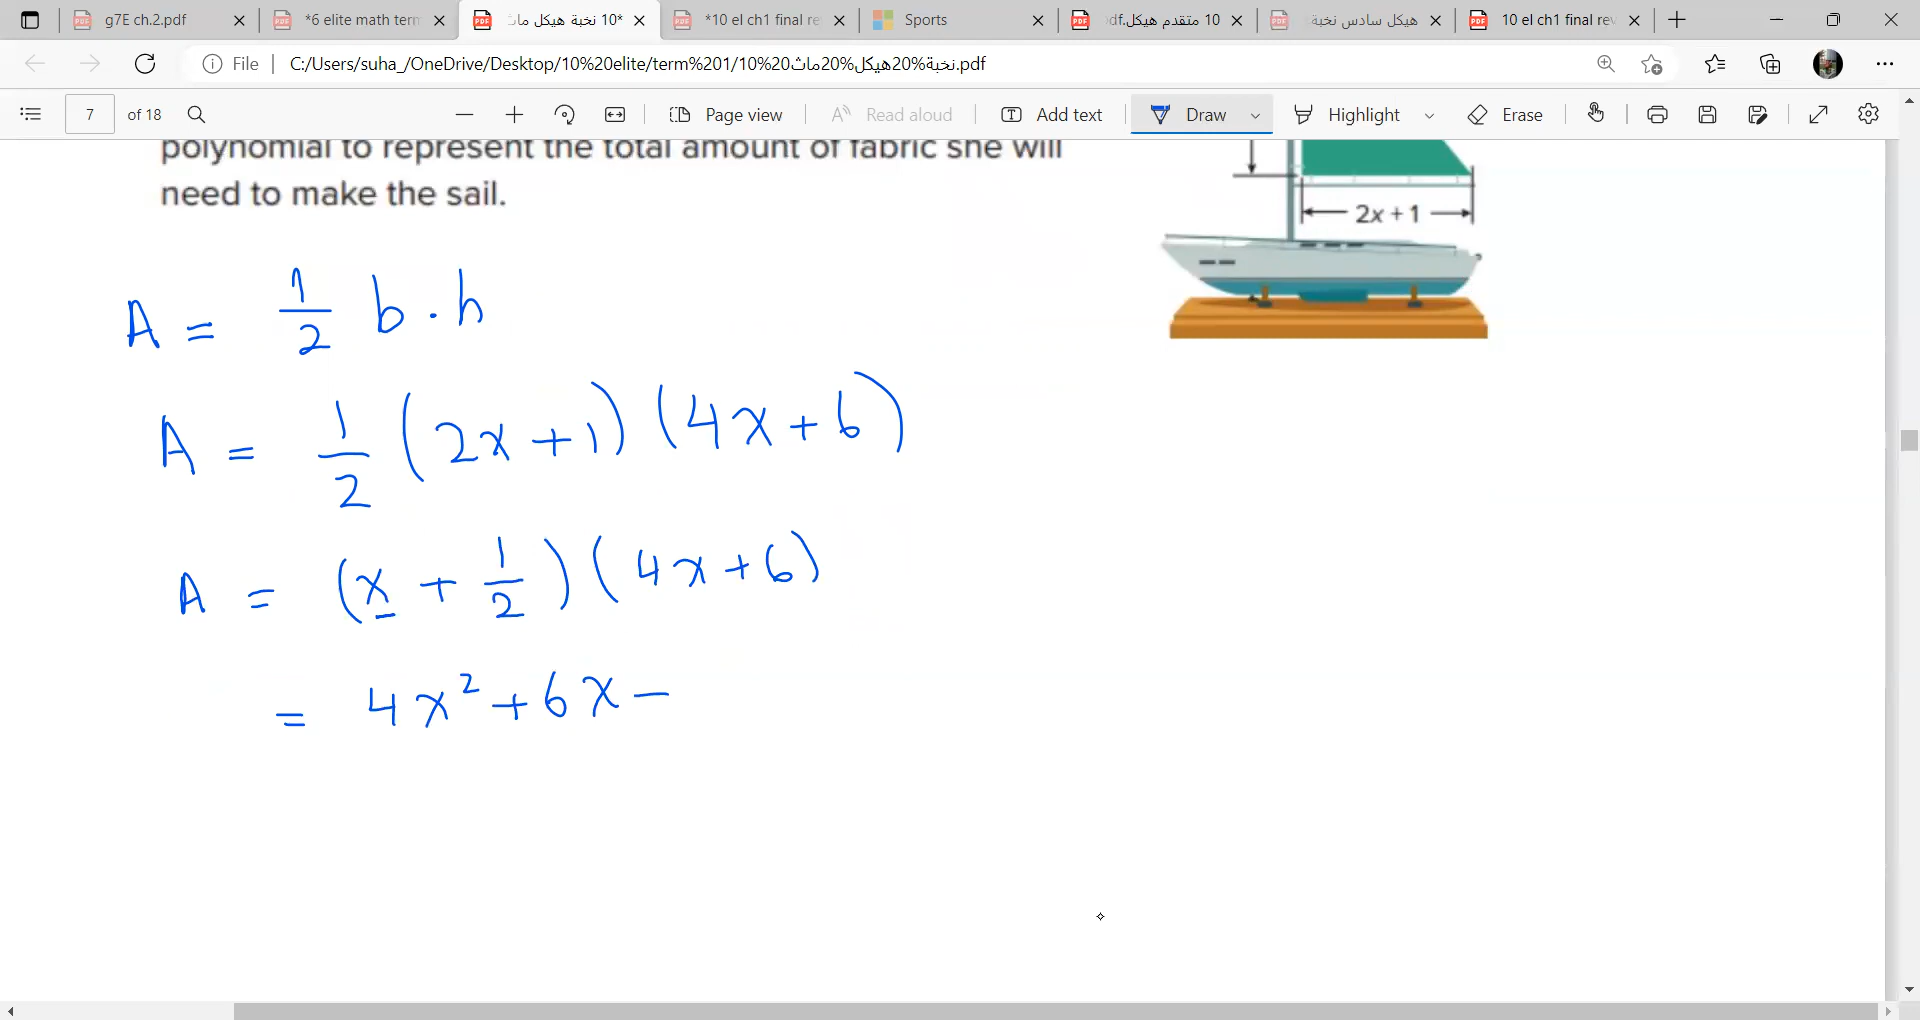 g7E ch.2.pdf
*6 elite math term
*10 نخبة هيكل ماث
*10 el ch1 final re
Sports
10 متقدم هيكل.pdf
هيكل سادس نخبة
10 el ch1 final rev
File
C:/Users/suha_/OneDrive/Desktop/10%20elite/term%201/10%20نخبة%20هيكل%20ماث.pdf
7 of 18
Page view
Read aloud
Add text
Draw
Highlight
Erase
polynomial to represent the total amount of fabric she will
need to make the sail.
2x + 1
A = 1/2 b · h
A = 1/2 (2x + 1) (4x + 6)
A = (x + 1/2) (4x + 6)
= 4x² + 6x −